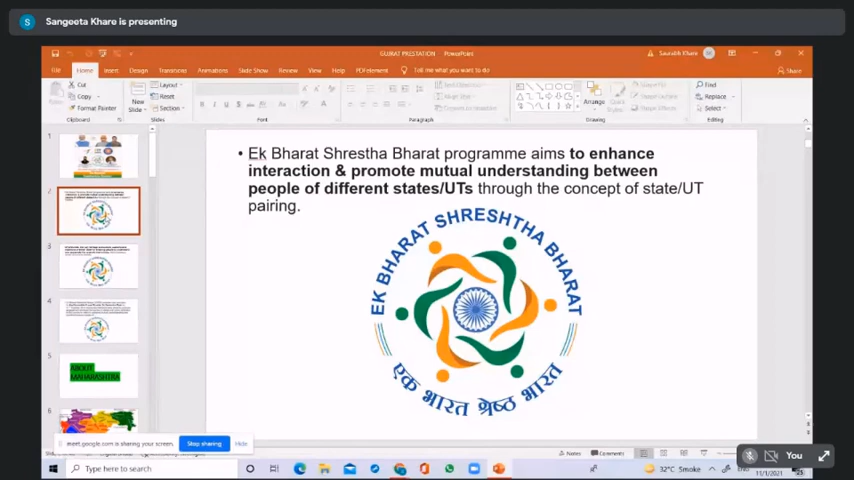 S Sangeeta Khare is presenting
GUJRAT PRESTATION - PowerPoint
Saurabh Khare
File Home Insert Design Transitions Animations Slide Show Review View Help PDFelement Tell me what you want to do
Share
Cut
Copy
Format Painter
Clipboard
New
Slide
Layout
Reset
Section
Slides
Font
Paragraph
Arrange
Drawing
Find
Replace
Select
Editing
1
2
3
4
5
ABOUT
MAHARASHTRA
6
• Ek Bharat Shrestha Bharat programme aims to enhance
interaction & promote mutual understanding between
people of different states/UTs through the concept of state/UT
pairing.
EK BHARAT SHRESHTHA BHARAT
एक भारत श्रेष्ठ भारत
meet.google.com is sharing your screen.
Stop sharing
Hide
Notes
Comments
You
Type here to search
32°C Smoke
11/1/2021